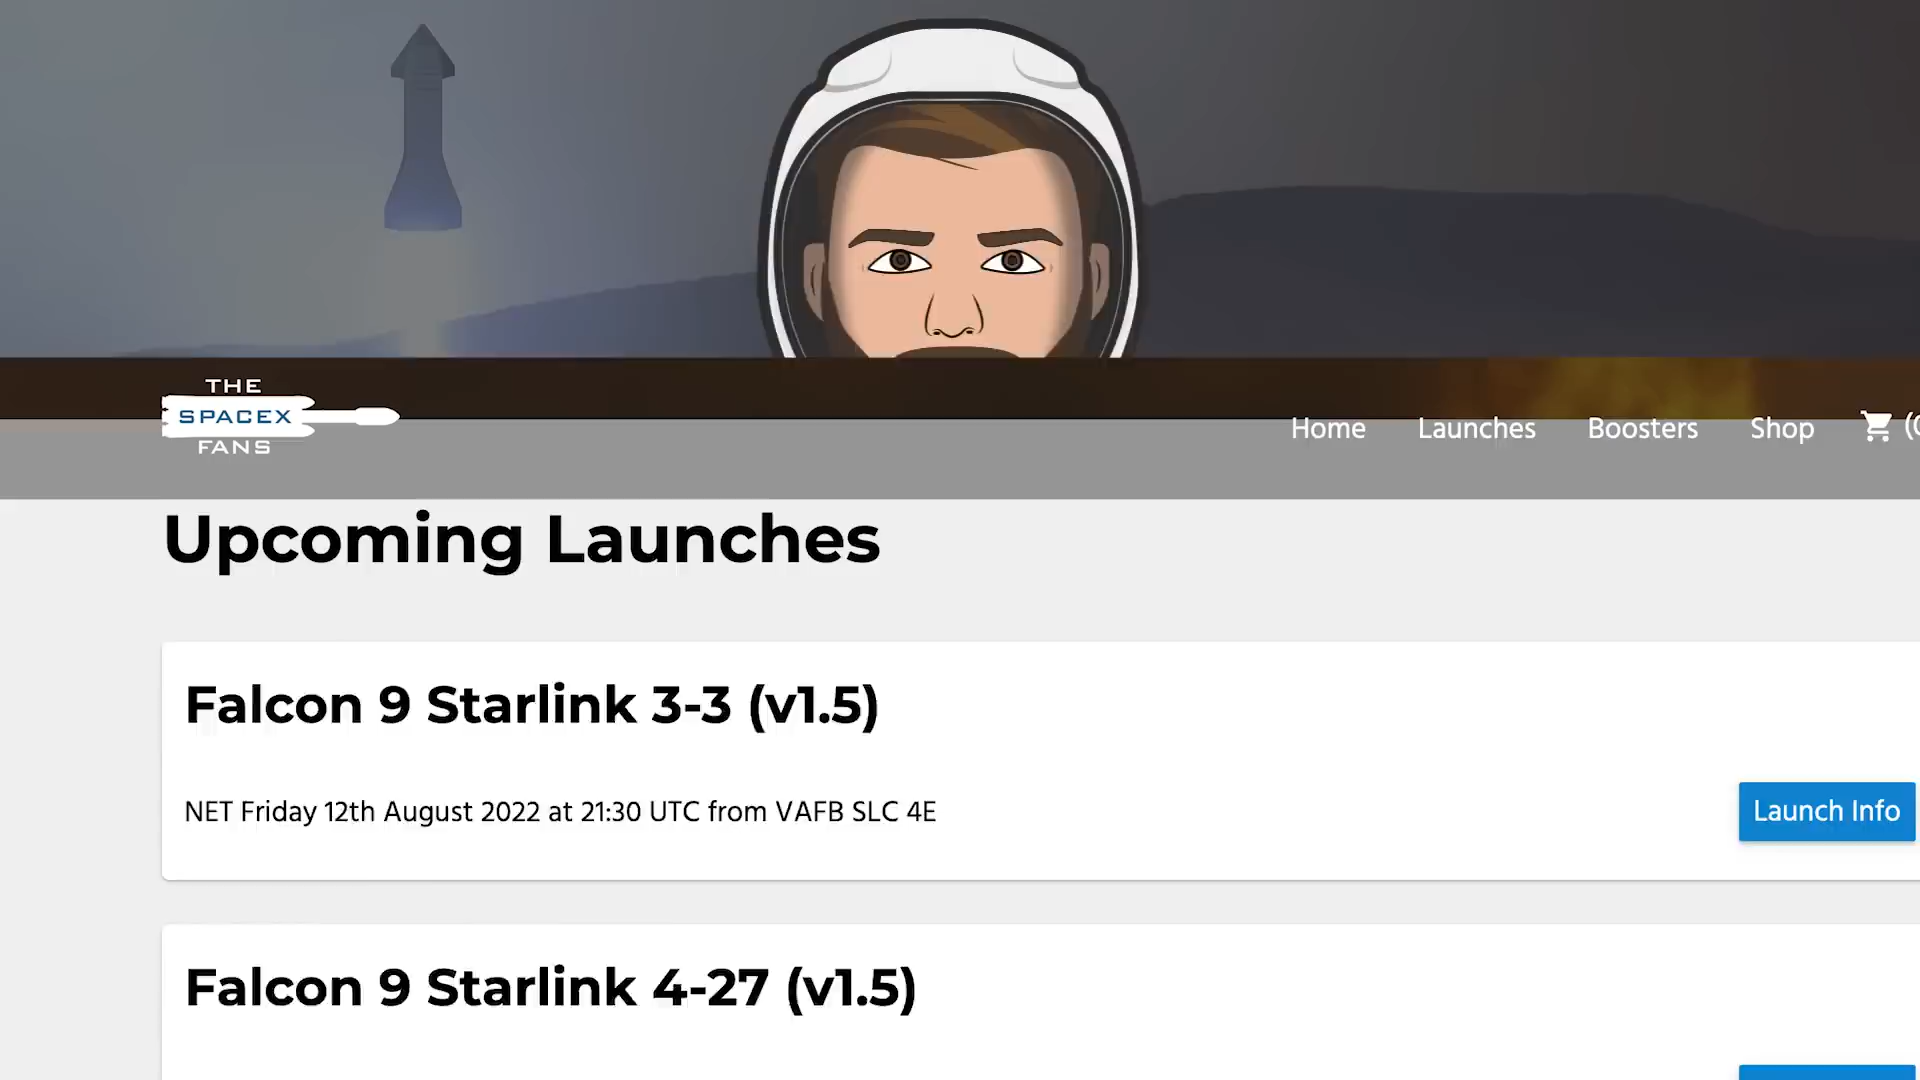 THE
SPACEX
FANS
Home Launches Boosters Shop
Upcoming Launches
Falcon 9 Starlink 3-3 (v1.5)
NET Friday 12th August 2022 at 21:30 UTC from VAFB SLC 4E
Launch Info
Falcon 9 Starlink 4-27 (v1.5)